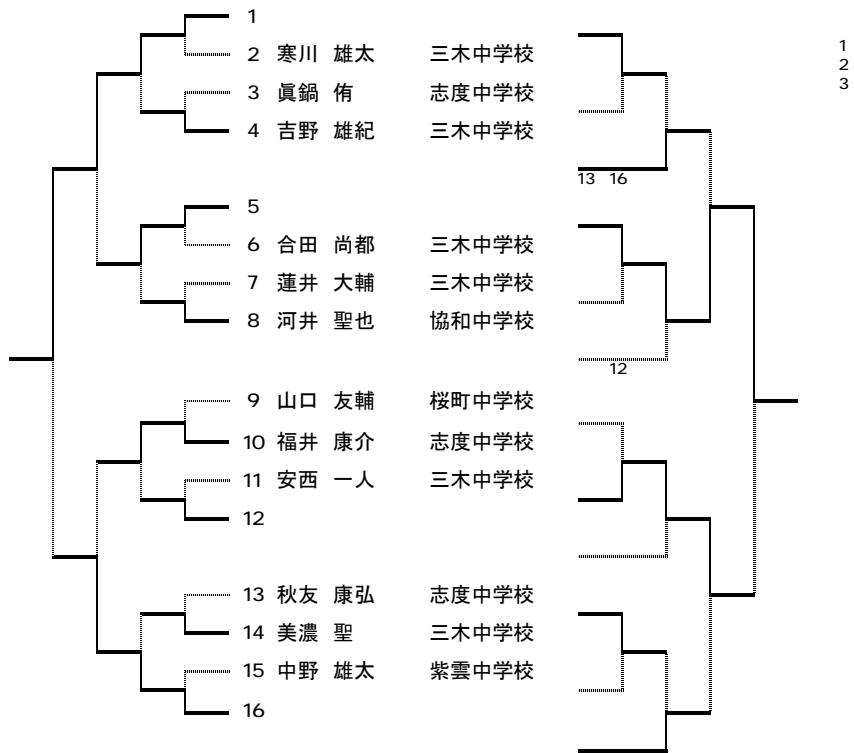 1
2 寒川 雄太 三木中学校
3 眞鍋 侑 志度中学校
4 吉野 雄紀 三木中学校
13 16
5
6 合田 尚都 三木中学校
7 蓮井 大輔 三木中学校
8 河井 聖也 協和中学校
12
9 山口 友輔 桜町中学校
10 福井 康介 志度中学校
11 安西 一人 三木中学校
12
13 秋友 康弘 志度中学校
14 美濃 聖 三木中学校
15 中野 雄太 紫雲中学校
16
1
2
3